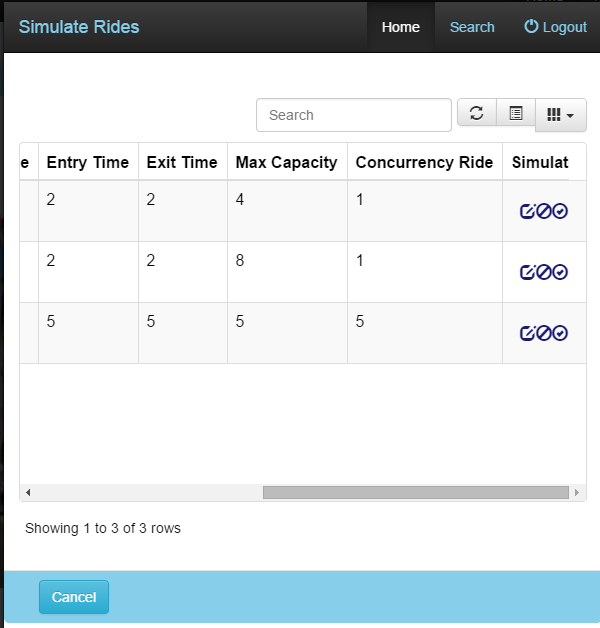 Simulate Rides Home Search Logout
Search
e Entry Time Exit Time Max Capacity Concurrency Ride Simulat
2 2 4 1
2 2 8 1
5 5 5 5
Showing 1 to 3 of 3 rows
Cancel